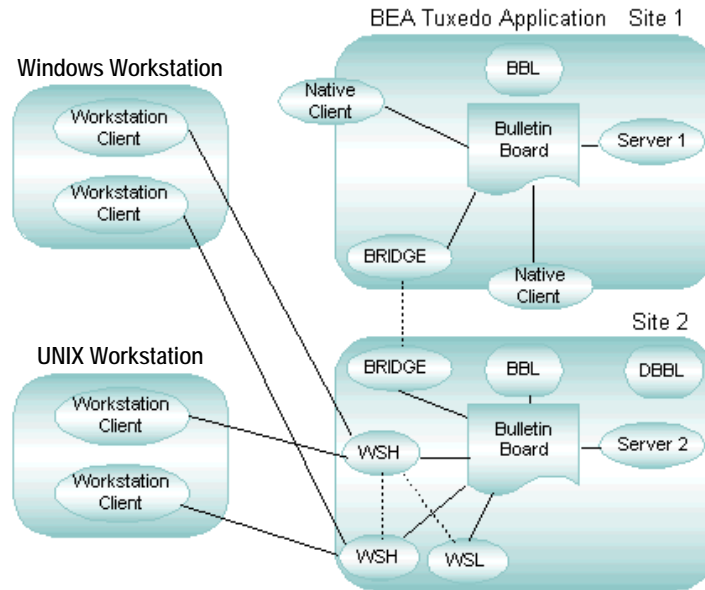 BEA Tuxedo Application Site 1
Windows Workstation
Workstation
Client
Workstation
Client
BBL
Native
Client
Bulletin
Board
Server 1
BRIDGE
Native
Client
Site 2
UNIX Workstation
Workstation
Client
Workstation
Client
BRIDGE
BBL
DBBL
Bulletin
Board
Server 2
WSH
WSH
WSL